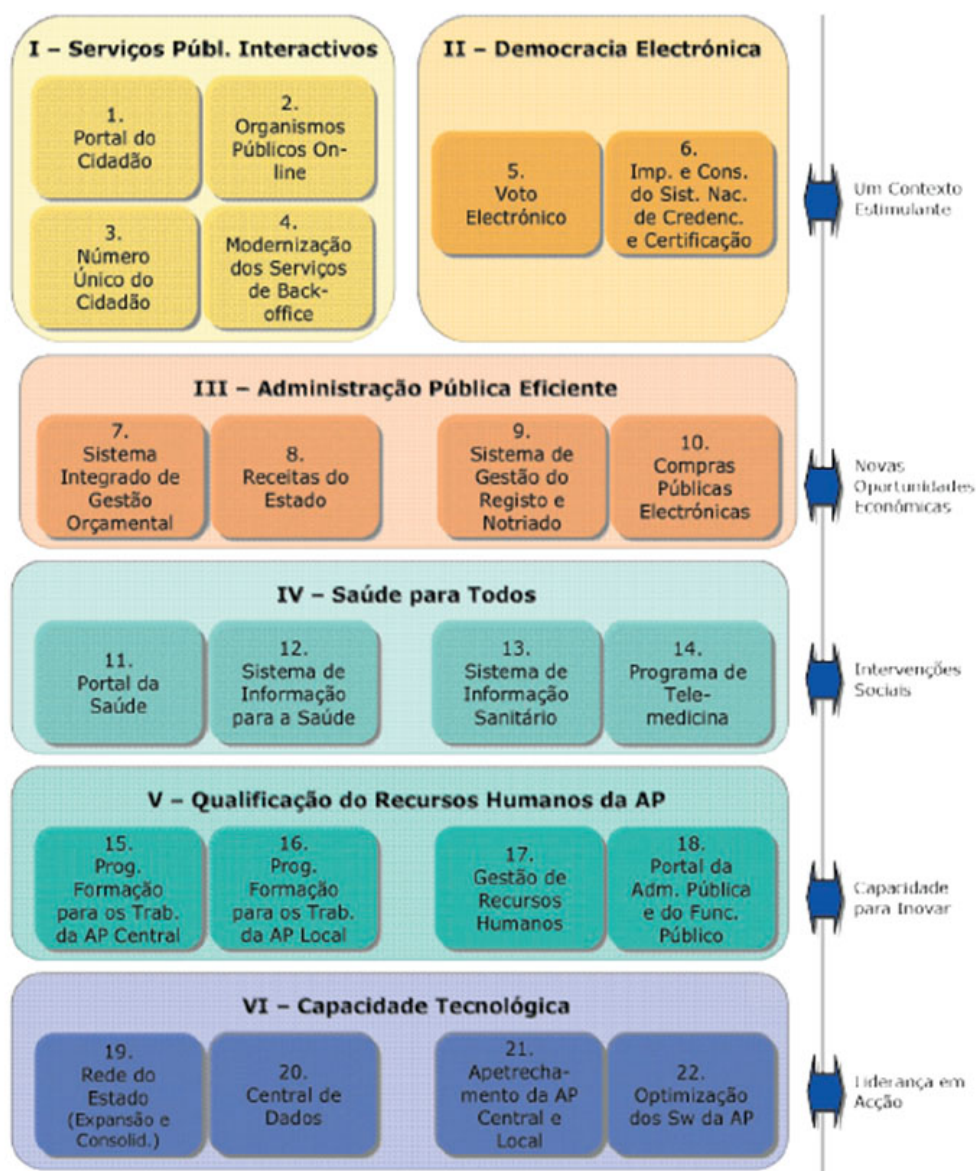 I – Serviços Públ. Interactivos
1.
Portal do
Cidadão
2.
Organismos
Públicos On-
line
3.
Número
Único do
Cidadão
4.
Modernização
dos Serviços
de Back-
office
II – Democracia Electrónica
5.
Voto
Electrónico
6.
Imp. e Cons.
do Sist. Nac.
de Credenc.
e Certificação
Um Contexto
Estimulante
III – Administração Pública Eficiente
7.
Sistema
Integrado de
Gestão
Orçamental
8.
Receitas do
Estado
9.
Sistema de
Gestão do
Registo e
Notriado
10.
Compras
Públicas
Electrónicas
Novas
Oportunidades
Económicas
IV – Saúde para Todos
11.
Portal da
Saúde
12.
Sistema de
Informação
para a Saúde
13.
Sistema de
Informação
Sanitário
14.
Programa de
Tele-
medicina
Intervenções
Sociais
V – Qualificação do Recursos Humanos da AP
15.
Prog.
Formação
para os Trab.
da AP Central
16.
Prog.
Formação
para os Trab.
da AP Local
17.
Gestão de
Recursos
Humanos
18.
Portal da
Adm. Pública
e do Func.
Público
Capacidade
para Inovar
VI – Capacidade Tecnológica
19.
Rede do
Estado
(Expansão e
Consolid.)
20.
Central de
Dados
21.
Apetrecha-
mento da AP
Central e
Local
22.
Optimização
dos Sw da AP
Liderança em
Acção